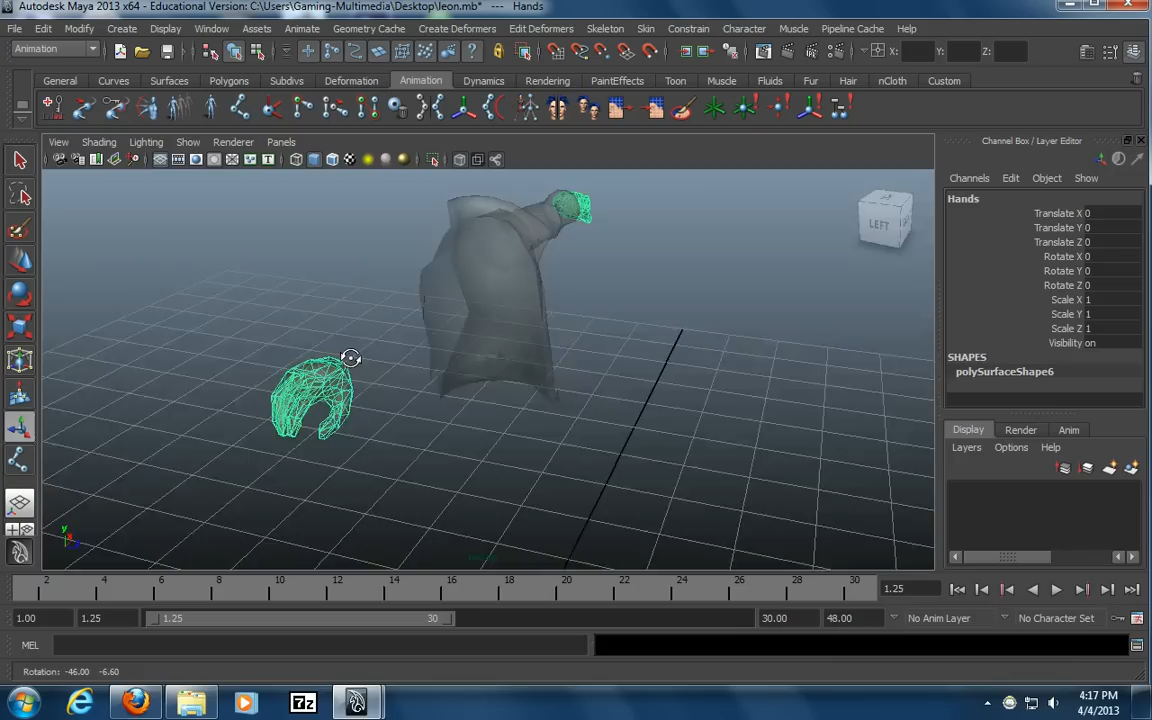 Autodesk Maya 2013 x64 - Educational Version: C:\Users\Gaming-Multimedia\Desktop\leon.mb* --- Hands
File Edit Modify Create Display Window Assets Animate Geometry Cache Create Deformers Edit Deformers Skeleton Skin Constrain Character Muscle Pipeline Cache Help
Animation X: Y: Z:
General Curves Surfaces Polygons Subdivs Deformation Animation Dynamics Rendering PaintEffects Toon Muscle Fluids Fur Hair nCloth Custom
View Shading Lighting Show Renderer Panels
Channel Box / Layer Editor
Channels Edit Object Show
Hands
Translate X 0
Translate Y 0
Translate Z 0
Rotate X 0
Rotate Y 0
Rotate Z 0
Scale X 1
Scale Y 1
Scale Z 1
Visibility on
SHAPES
polySurfaceShape6
LEFT
Display Render Anim
Layers Options Help
y
2 4 6 8 10 12 14 16 18 20 22 24 26 28 30 1.25
1.00 1.25 1.25 30 30.00 48.00 No Anim Layer No Character Set
MEL
Rotation: -46.00 -6.60
4:17 PM
4/4/2013